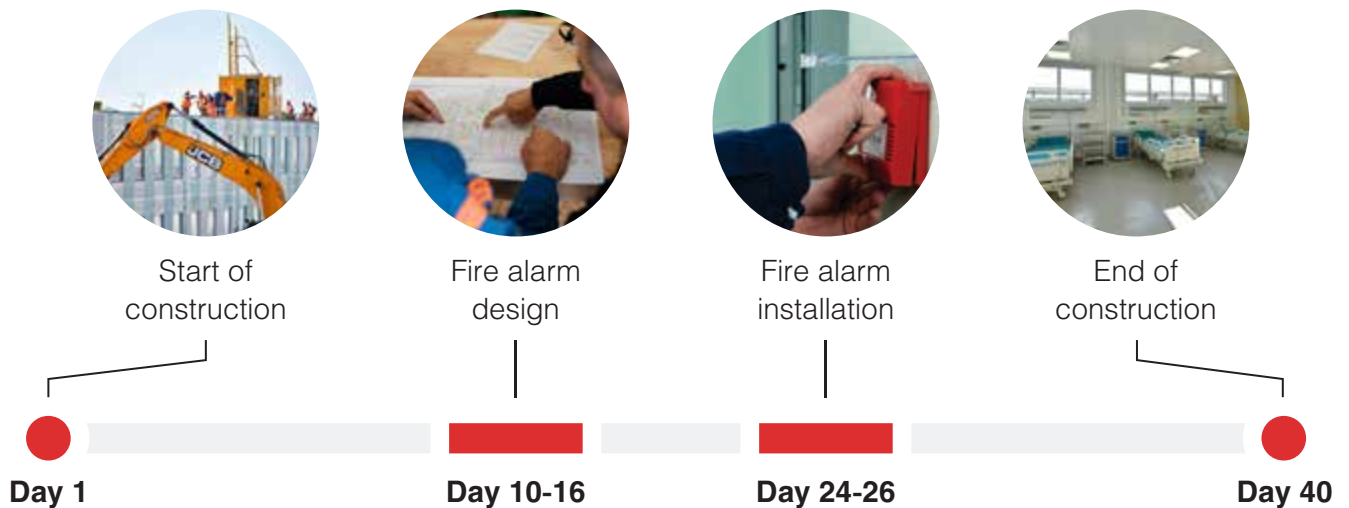 JCB
Start of
construction
Fire alarm
design
Fire alarm
installation
End of
construction
Day 1
Day 10-16
Day 24-26
Day 40